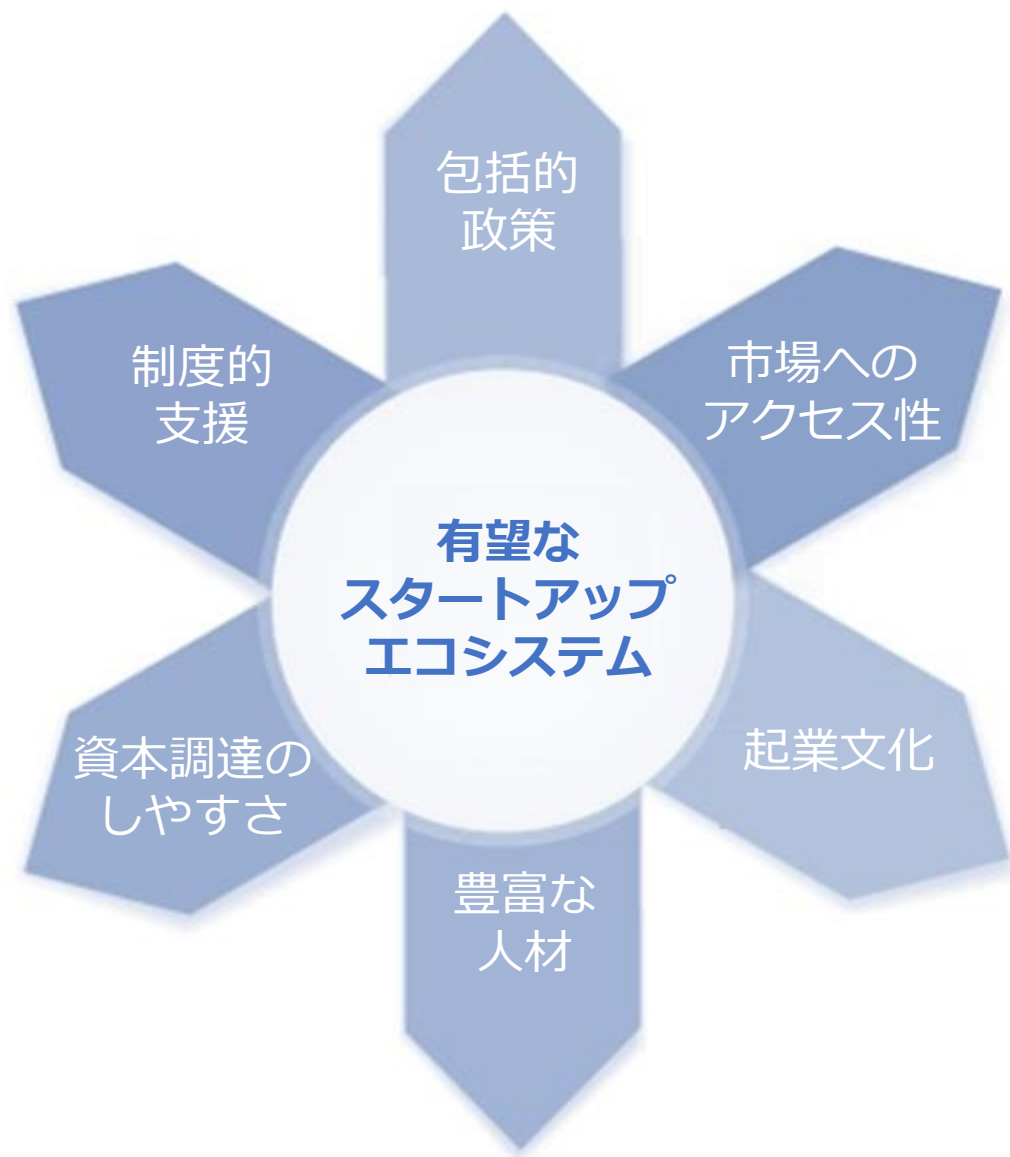 包括的
政策
市場への
アクセス性
起業文化
豊富な
人材
資本調達の
しやすさ
制度的
支援
有望な
スタートアップ
エコシステム